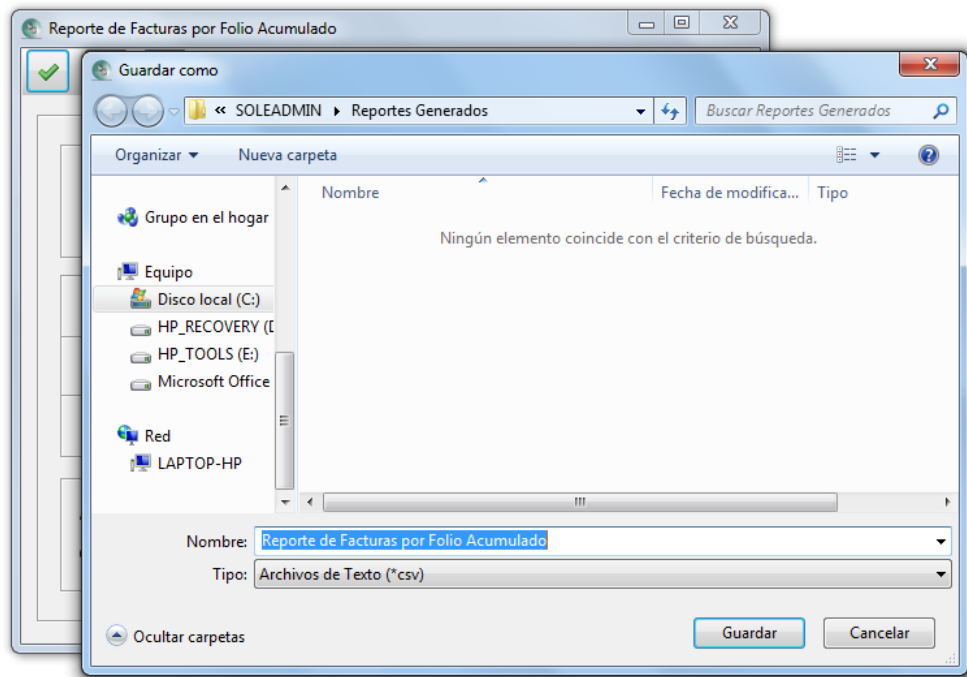 Reporte de Facturas por Folio Acumulado
Guardar como
« SOLEADMIN Reportes Generados
Buscar Reportes Generados
Organizar
Nueva carpeta
Nombre
Fecha de modifica...
Tipo
Ningún elemento coincide con el criterio de búsqueda.
Grupo en el hogar
Equipo
Disco local (C:)
HP_RECOVERY (D
HP_TOOLS (E:)
Microsoft Office
Red
LAPTOP-HP
Nombre: Reporte de Facturas por Folio Acumulado
Tipo: Archivos de Texto (*csv)
Ocultar carpetas
Guardar
Cancelar